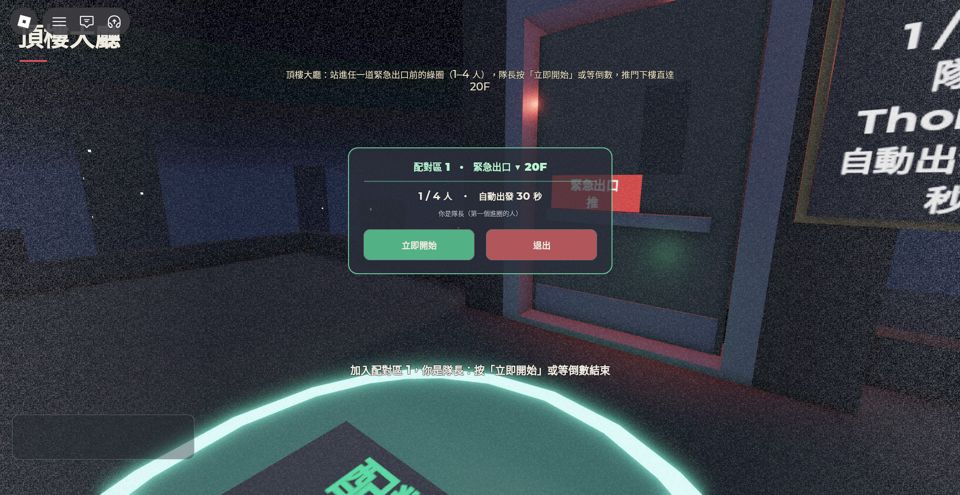 頂樓大廳
頂樓大廳：站進任一道緊急出口前的綠圈（1–4 人），隊長按「立即開始」或等倒數，推門下樓直達
20F
配對區 1 • 緊急出口 ▼ 20F
1 / 4 人 • 自動出發 30 秒
你是隊長（第一個進圈的人）
立即開始
退出
緊急出口
推
1 /
隊
Tho
自動出
秒
加入配對區 1：你是隊長：按「立即開始」或等倒數結束
配